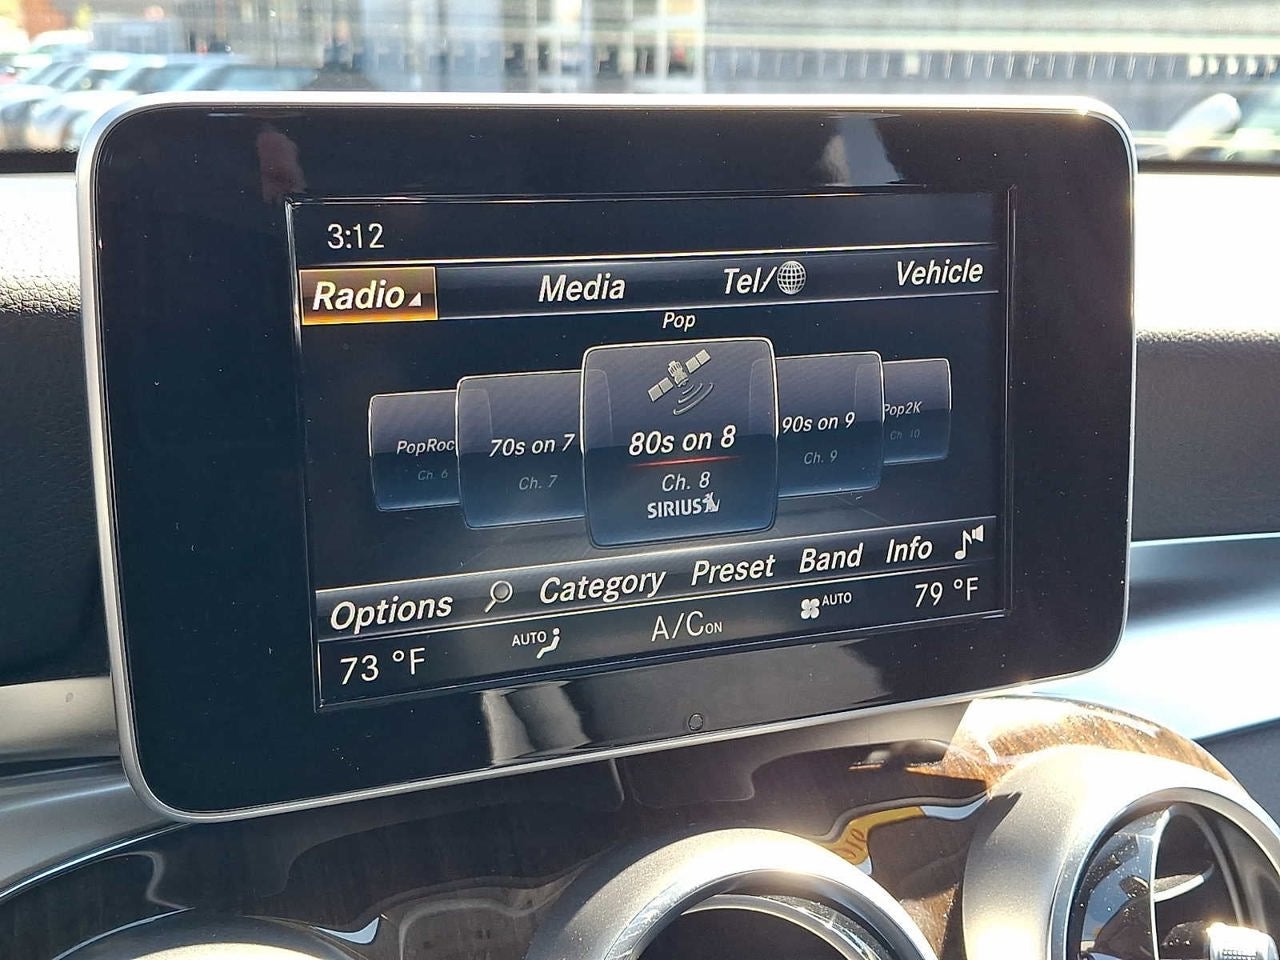 3:12
Radio Media Tel/ Vehicle
Pop
PopRoc 70s on 7 80s on 8 90s on 9 Pop2K
Ch. 6 Ch. 7 Ch. 8 Ch. 9 Ch. 10
SIRIUS
Options Category Preset Band Info
73 °F AUTO A/C ON AUTO 79 °F